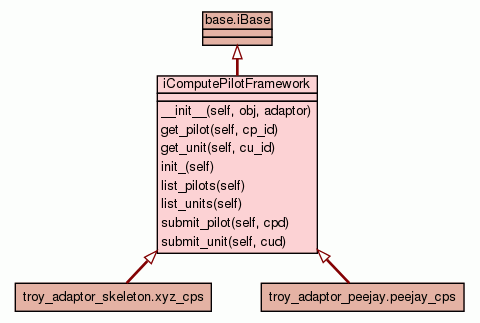 base.iBase
iComputePilotFramework
__init__(self, obj, adaptor)
get_pilot(self, cp_id)
get_unit(self, cu_id)
init_(self)
list_pilots(self)
list_units(self)
submit_pilot(self, cpd)
submit_unit(self, cud)
troy_adaptor_skeleton.xyz_cps
troy_adaptor_peejay.peejay_cps